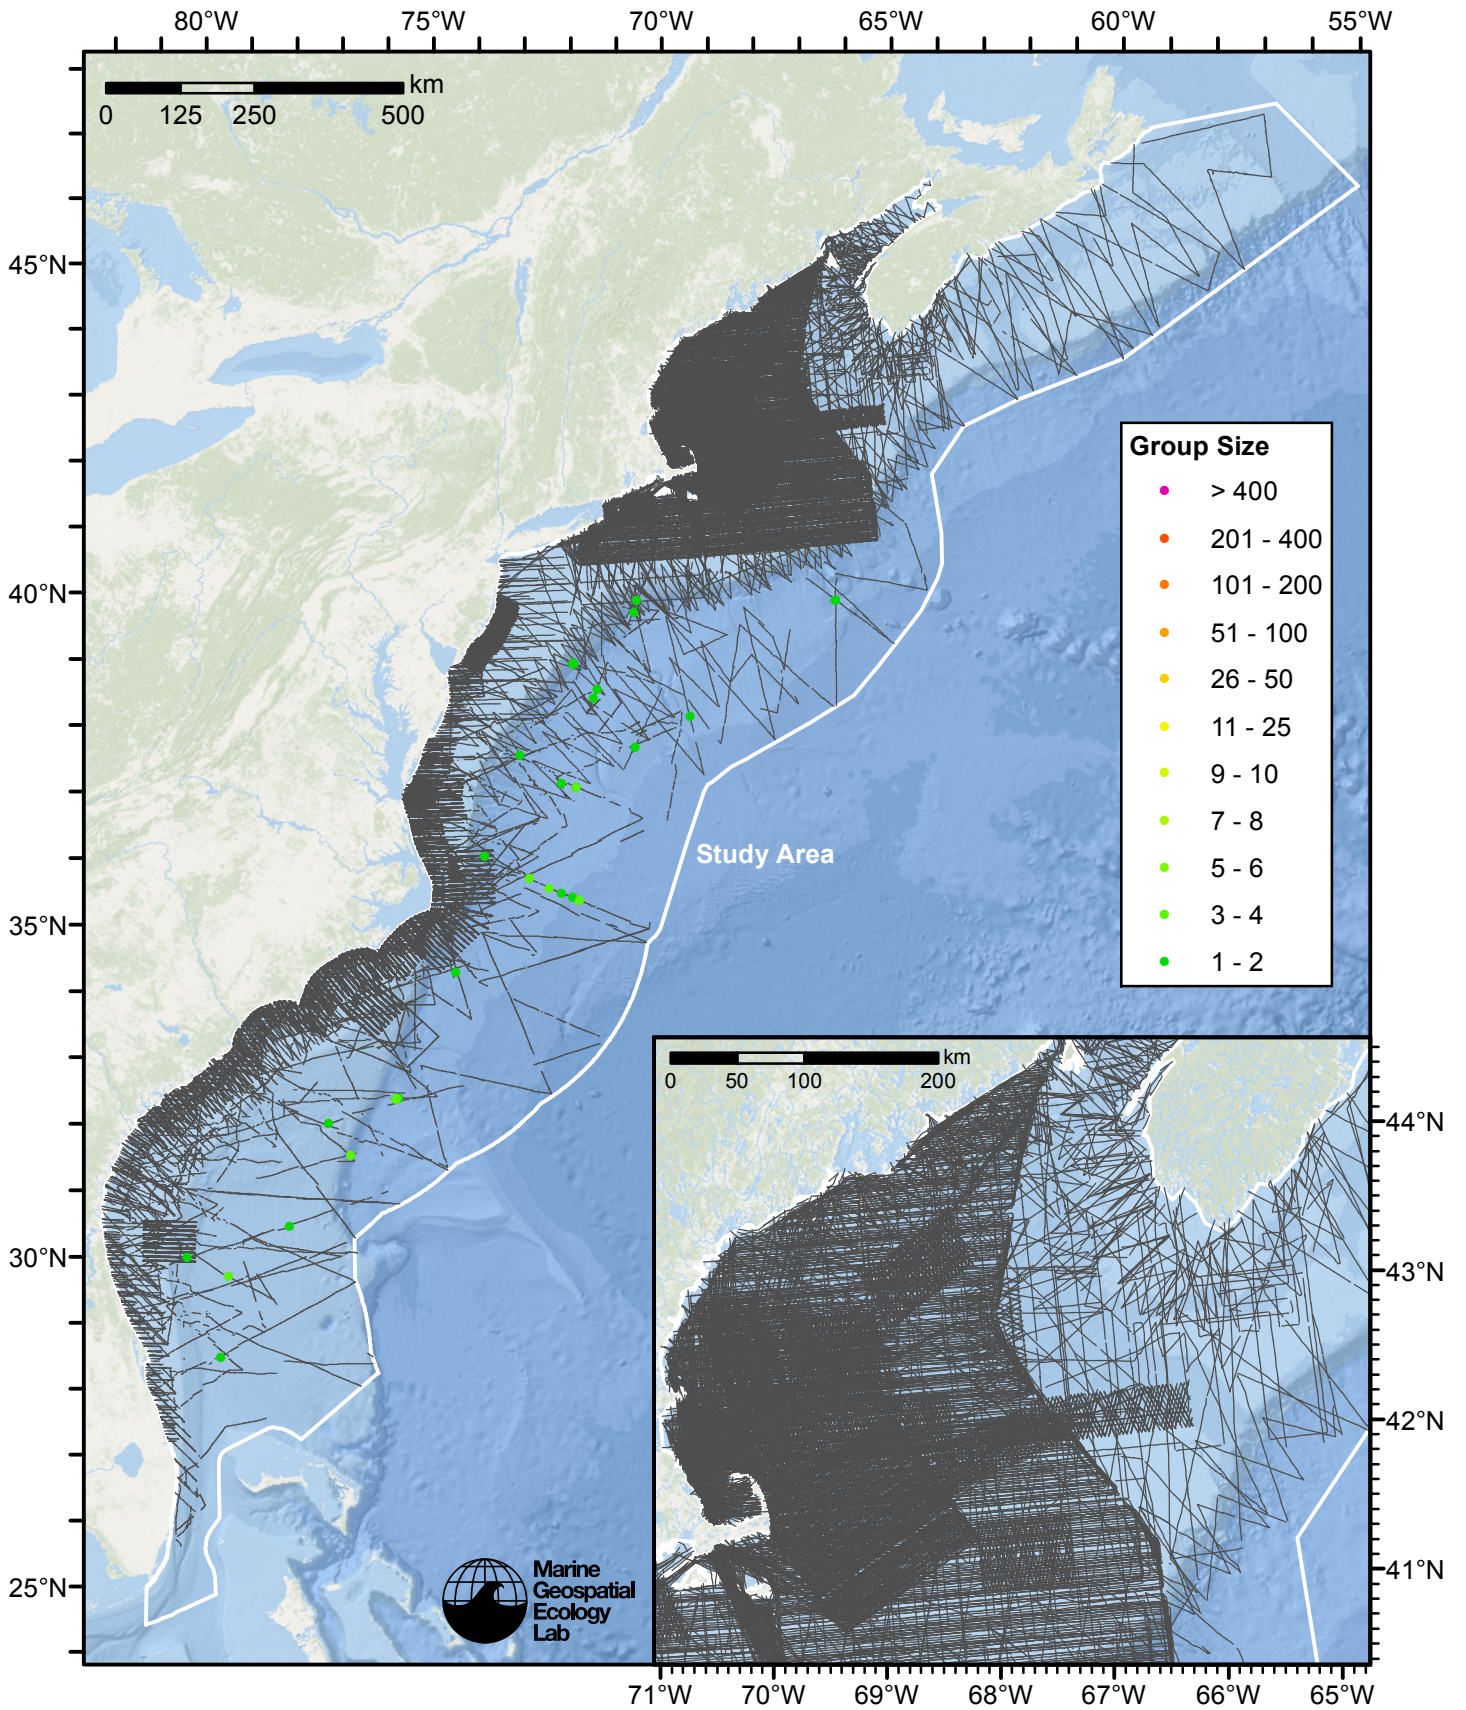 80°W 75°W 70°W 65°W 60°W 55°W
km
0 125 250 500
45°N
40°N
35°N
30°N
25°N
Group Size
> 400
201 - 400
101 - 200
51 - 100
26 - 50
11 - 25
9 - 10
7 - 8
5 - 6
3 - 4
1 - 2
Study Area
km
0 50 100 200
44°N
43°N
42°N
41°N
Marine
Geospatial
Ecology
Lab
71°W 70°W 69°W 68°W 67°W 66°W 65°W